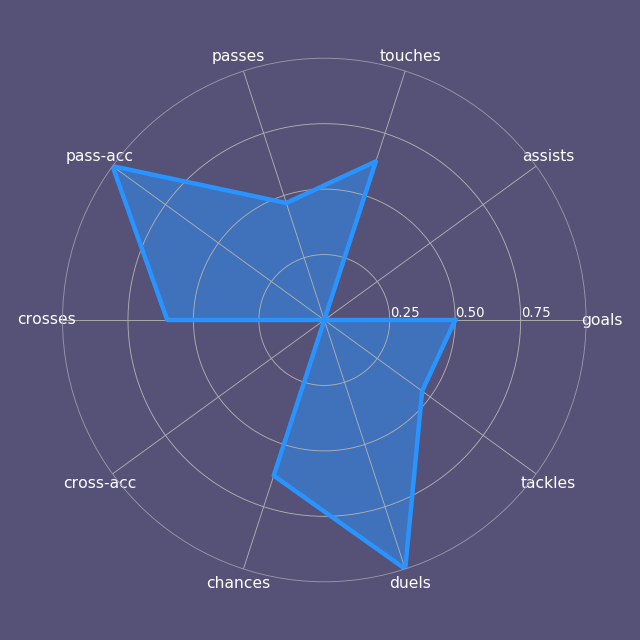 passes
touches
pass-acc
assists
0.25
0.50
0.75
crosses
goals
cross-acc
tackles
chances
duels